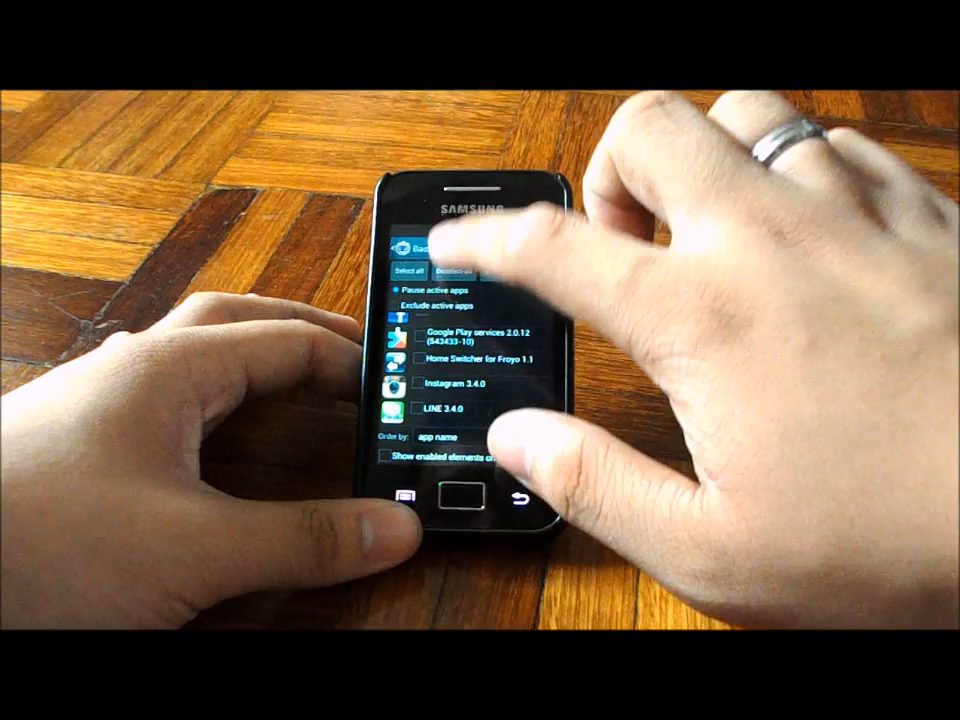 SAMSUNG
Select all
Deselect all
Pause active apps
Exclude active apps
Google Play services 2.0.12
(543433-10)
Home Switcher for Froyo 1.1
Instagram 3.4.0
LINE 3.4.0
Order by: app name
Show enabled elements